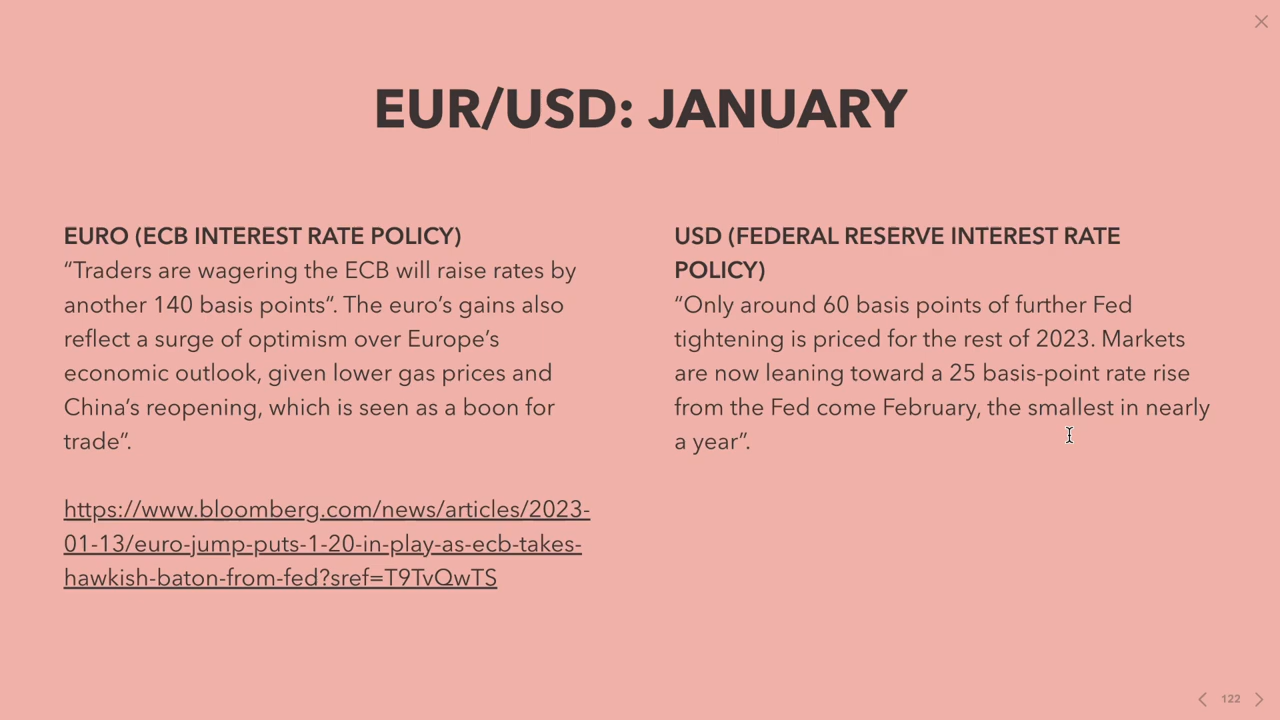 EUR/USD: JANUARY
EURO (ECB INTEREST RATE POLICY)
“Traders are wagering the ECB will raise rates by
another 140 basis points“. The euro’s gains also
reflect a surge of optimism over Europe’s
economic outlook, given lower gas prices and
China’s reopening, which is seen as a boon for
trade”.
https://www.bloomberg.com/news/articles/2023-
01-13/euro-jump-puts-1-20-in-play-as-ecb-takes-
hawkish-baton-from-fed?sref=T9TvQwTS
USD (FEDERAL RESERVE INTEREST RATE
POLICY)
“Only around 60 basis points of further Fed
tightening is priced for the rest of 2023. Markets
are now leaning toward a 25 basis-point rate rise
from the Fed come February, the smallest in nearly
a year”.
122